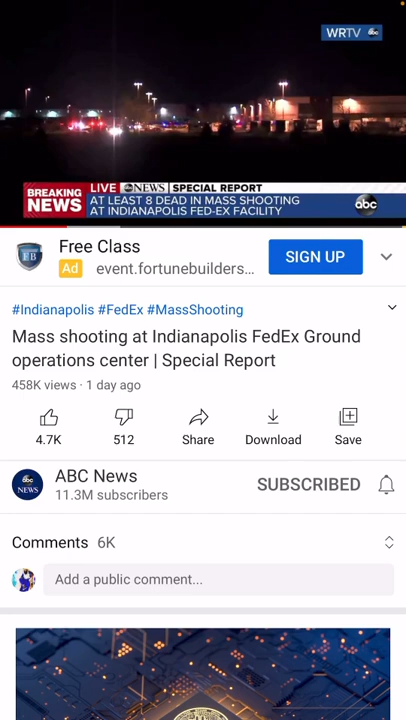 WRTV abc
BREAKING NEWS
LIVE abc NEWS SPECIAL REPORT
AT LEAST 8 DEAD IN MASS SHOOTING
AT INDIANAPOLIS FED-EX FACILITY
abc
FB
Free Class
Ad event.fortunebuilders...
SIGN UP
#Indianapolis #FedEx #MassShooting
Mass shooting at Indianapolis FedEx Ground
operations center | Special Report
458K views · 1 day ago
4.7K 512 Share Download Save
abc NEWS
ABC News
11.3M subscribers
SUBSCRIBED
Comments 6K
Add a public comment...